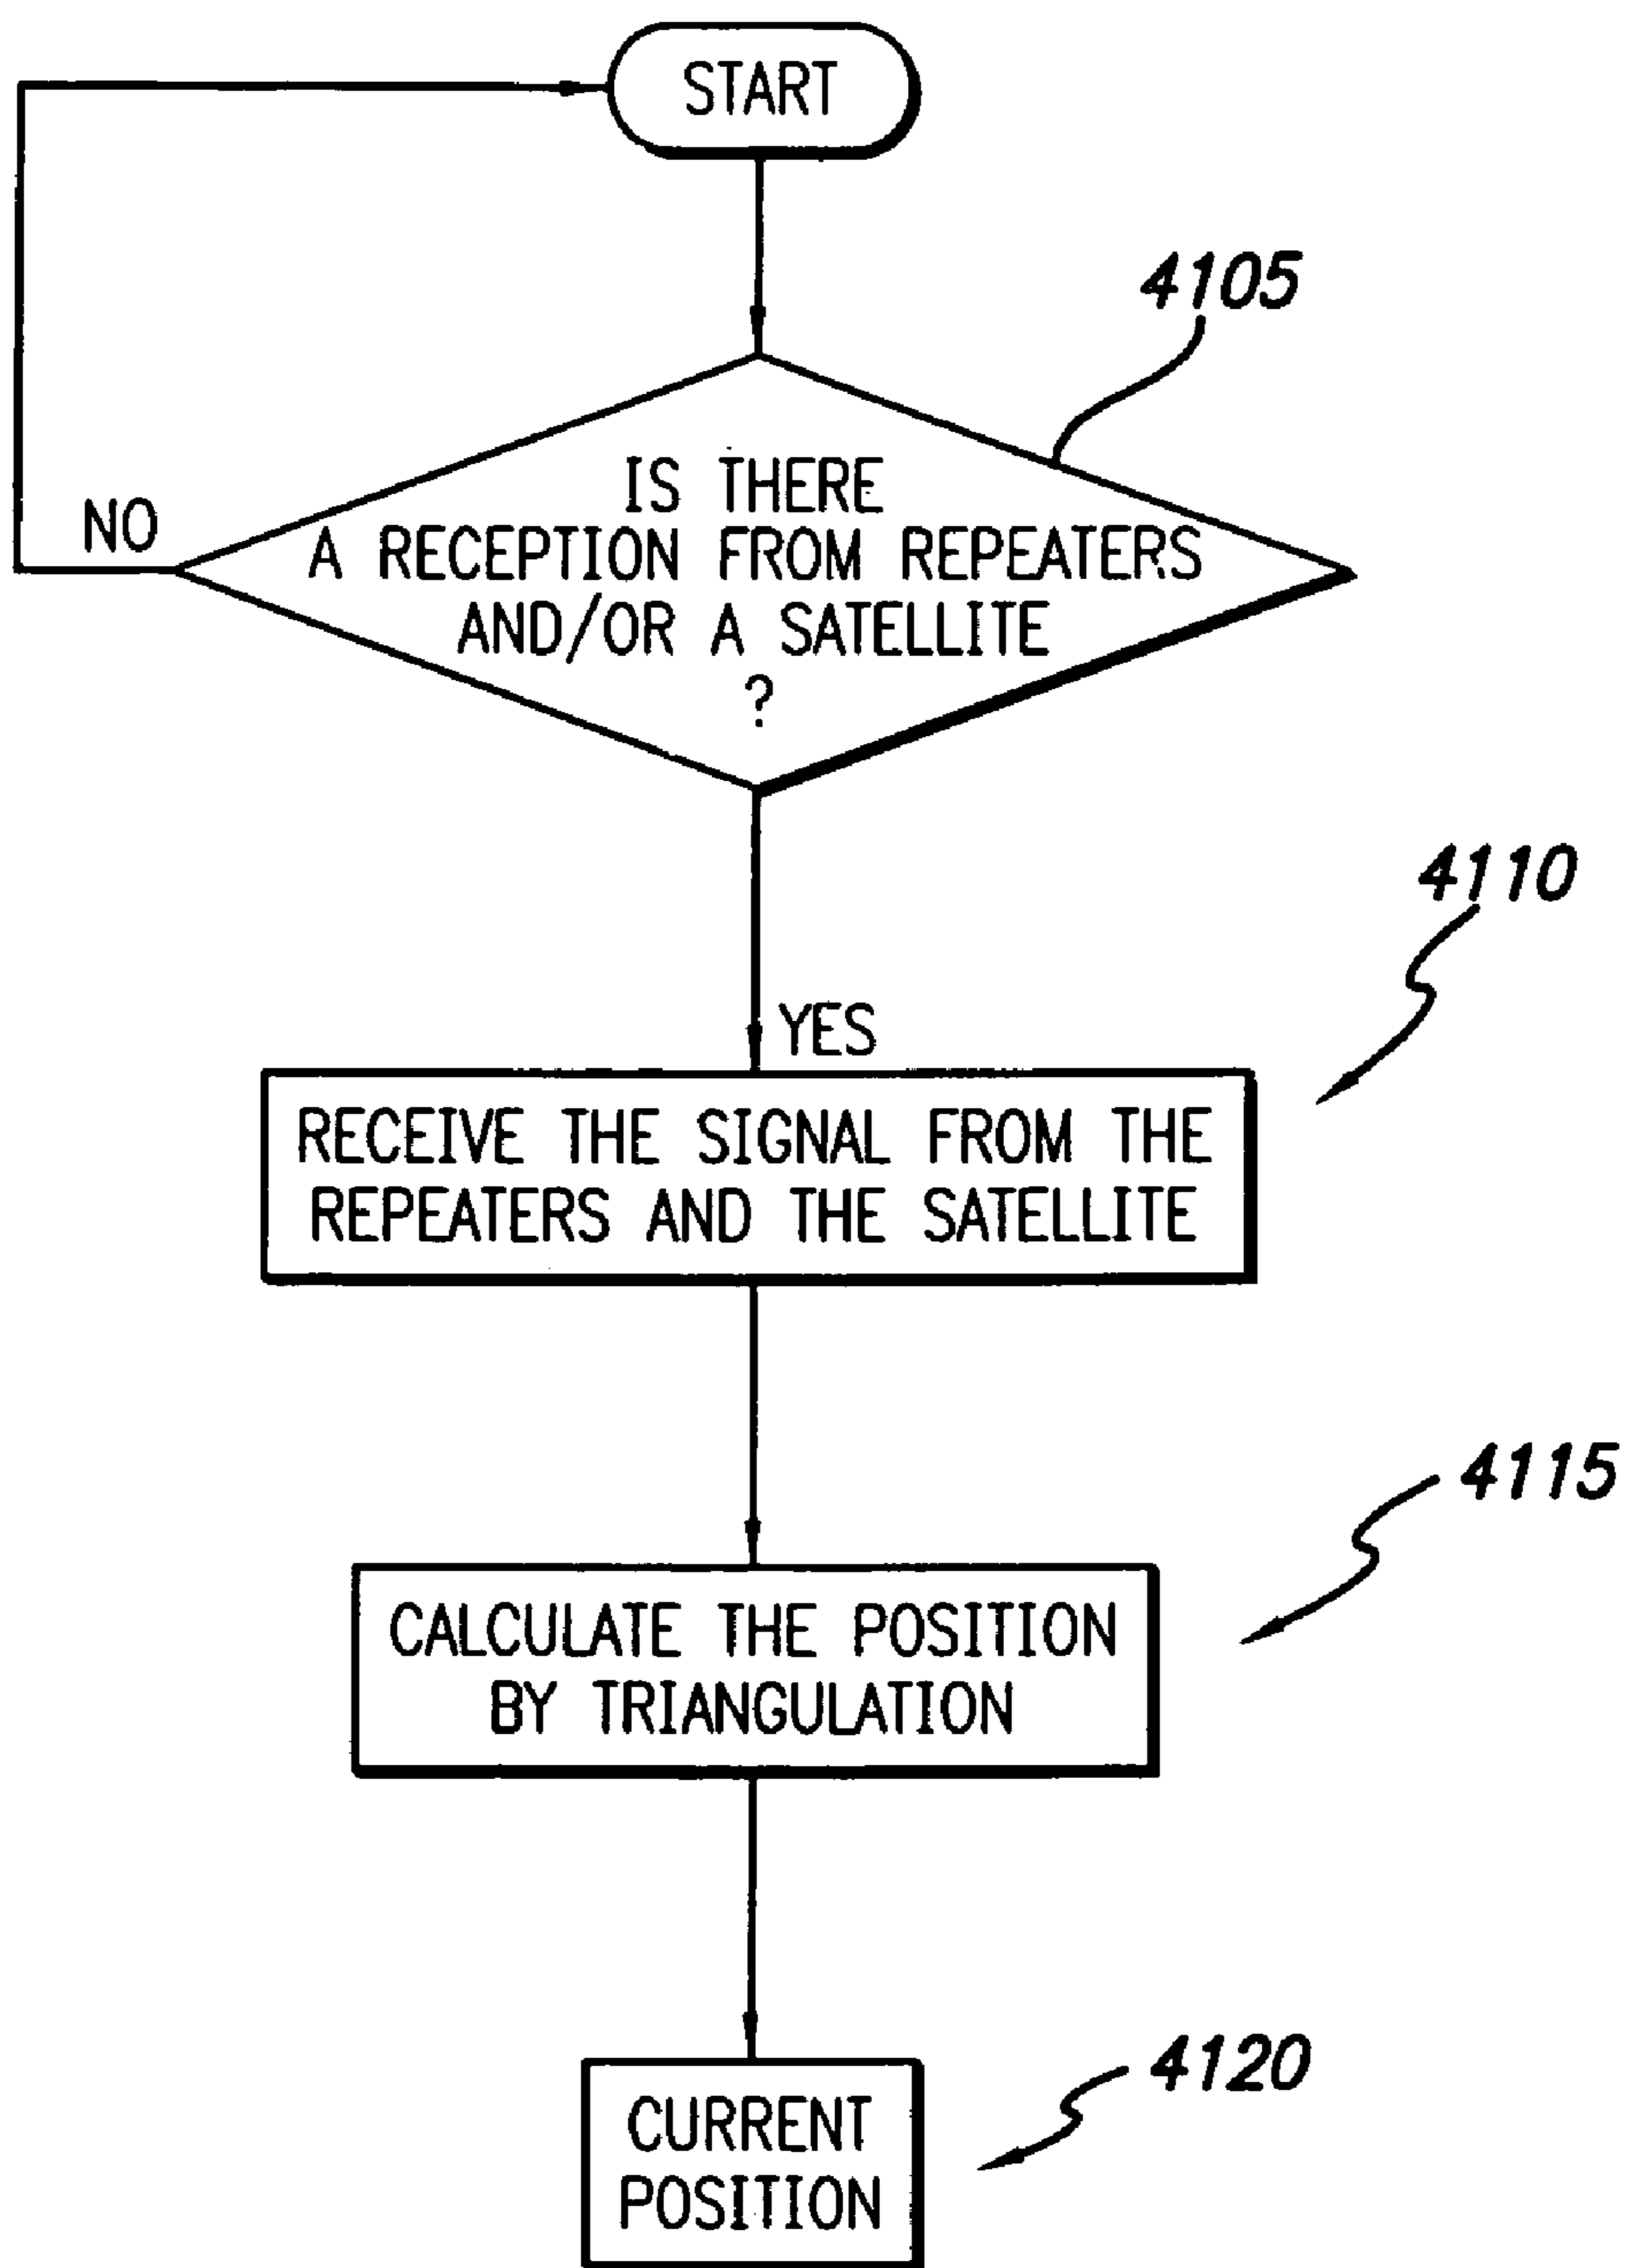 START
4105
IS THERE
A RECEPTION FROM REPEATERS
AND/OR A SATELLITE
?
NO
4110
YES
RECEIVE THE SIGNAL FROM THE
REPEATERS AND THE SATELLITE
4115
CALCULATE THE POSITION
BY TRIANGULATION
4120
CURRENT
POSITION